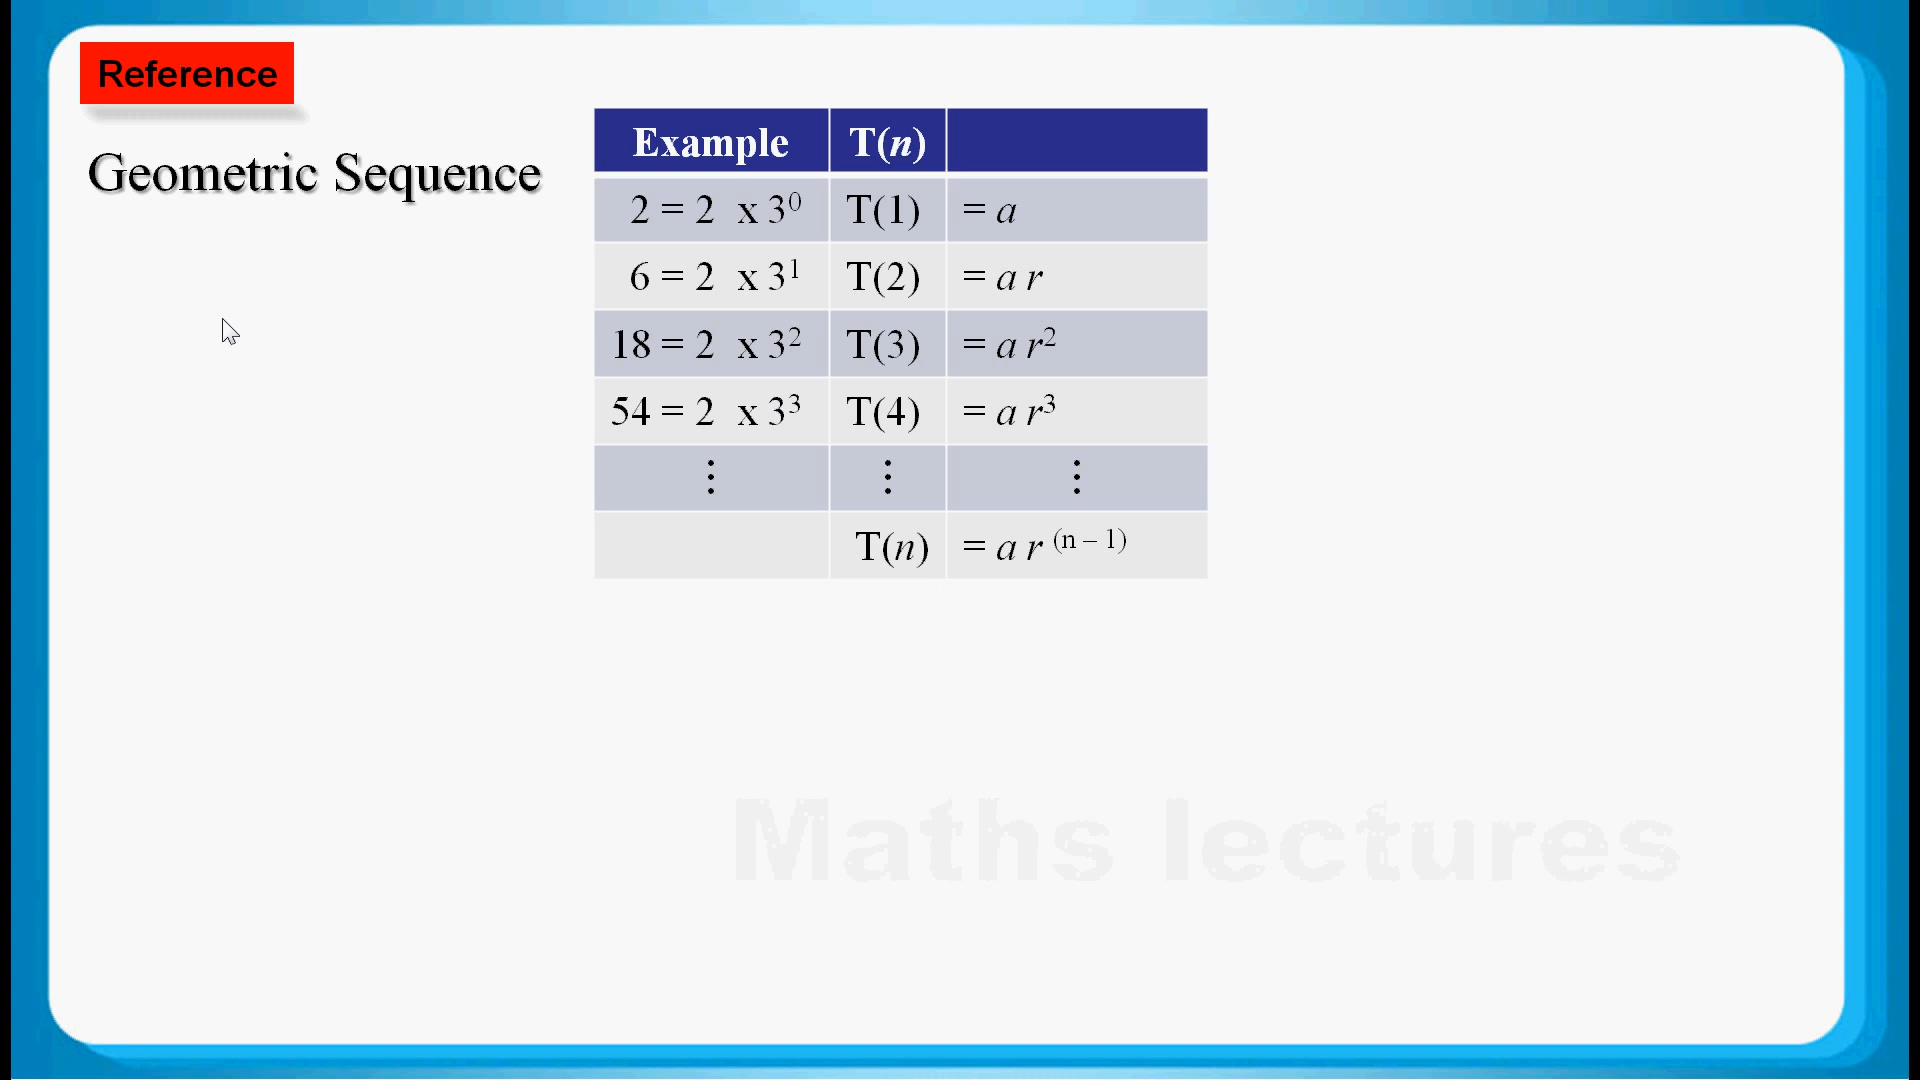 Reference
Geometric Sequence
Example T(n)
2 = 2 x 3⁰ T(1) = a
6 = 2 x 3¹ T(2) = a r
18 = 2 x 3² T(3) = a r²
54 = 2 x 3³ T(4) = a r³
⋮ ⋮ ⋮
T(n) = a r ⁽ⁿ ⁻ ¹⁾
Maths lectures